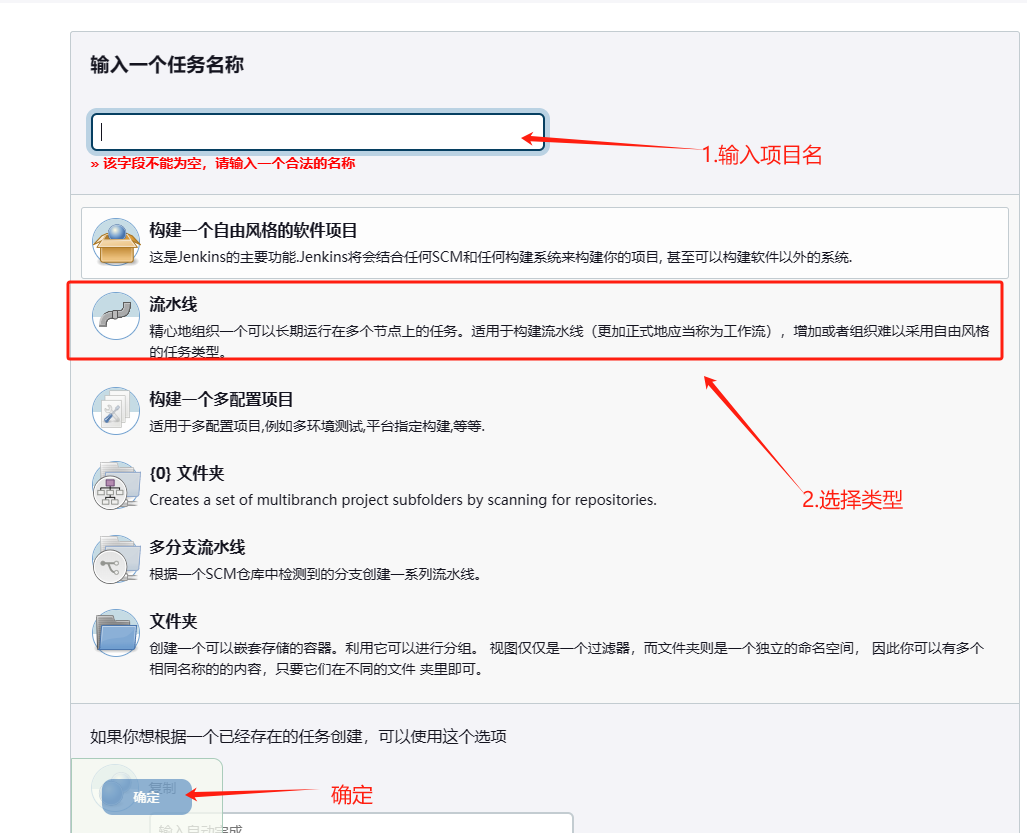 输入一个任务名称
» 该字段不能为空，请输入一个合法的名称
1.输入项目名
构建一个自由风格的软件项目
这是Jenkins的主要功能.Jenkins将会结合任何SCM和任何构建系统来构建你的项目, 甚至可以构建软件以外的系统.
流水线
精心地组织一个可以长期运行在多个节点上的任务。适用于构建流水线（更加正式地应当称为工作流），增加或者组织难以采用自由风格
的任务类型。
构建一个多配置项目
适用于多配置项目,例如多环境测试,平台指定构建,等等.
{0} 文件夹
Creates a set of multibranch project subfolders by scanning for repositories.
2.选择类型
多分支流水线
根据一个SCM仓库中检测到的分支创建一系列流水线。
文件夹
创建一个可以嵌套存储的容器。利用它可以进行分组。 视图仅仅是一个过滤器，而文件夹则是一个独立的命名空间， 因此你可以有多个
相同名称的的内容，只要它们在不同的文件 夹里即可。
如果你想根据一个已经存在的任务创建，可以使用这个选项
复制
确定
确定
输入自动完成